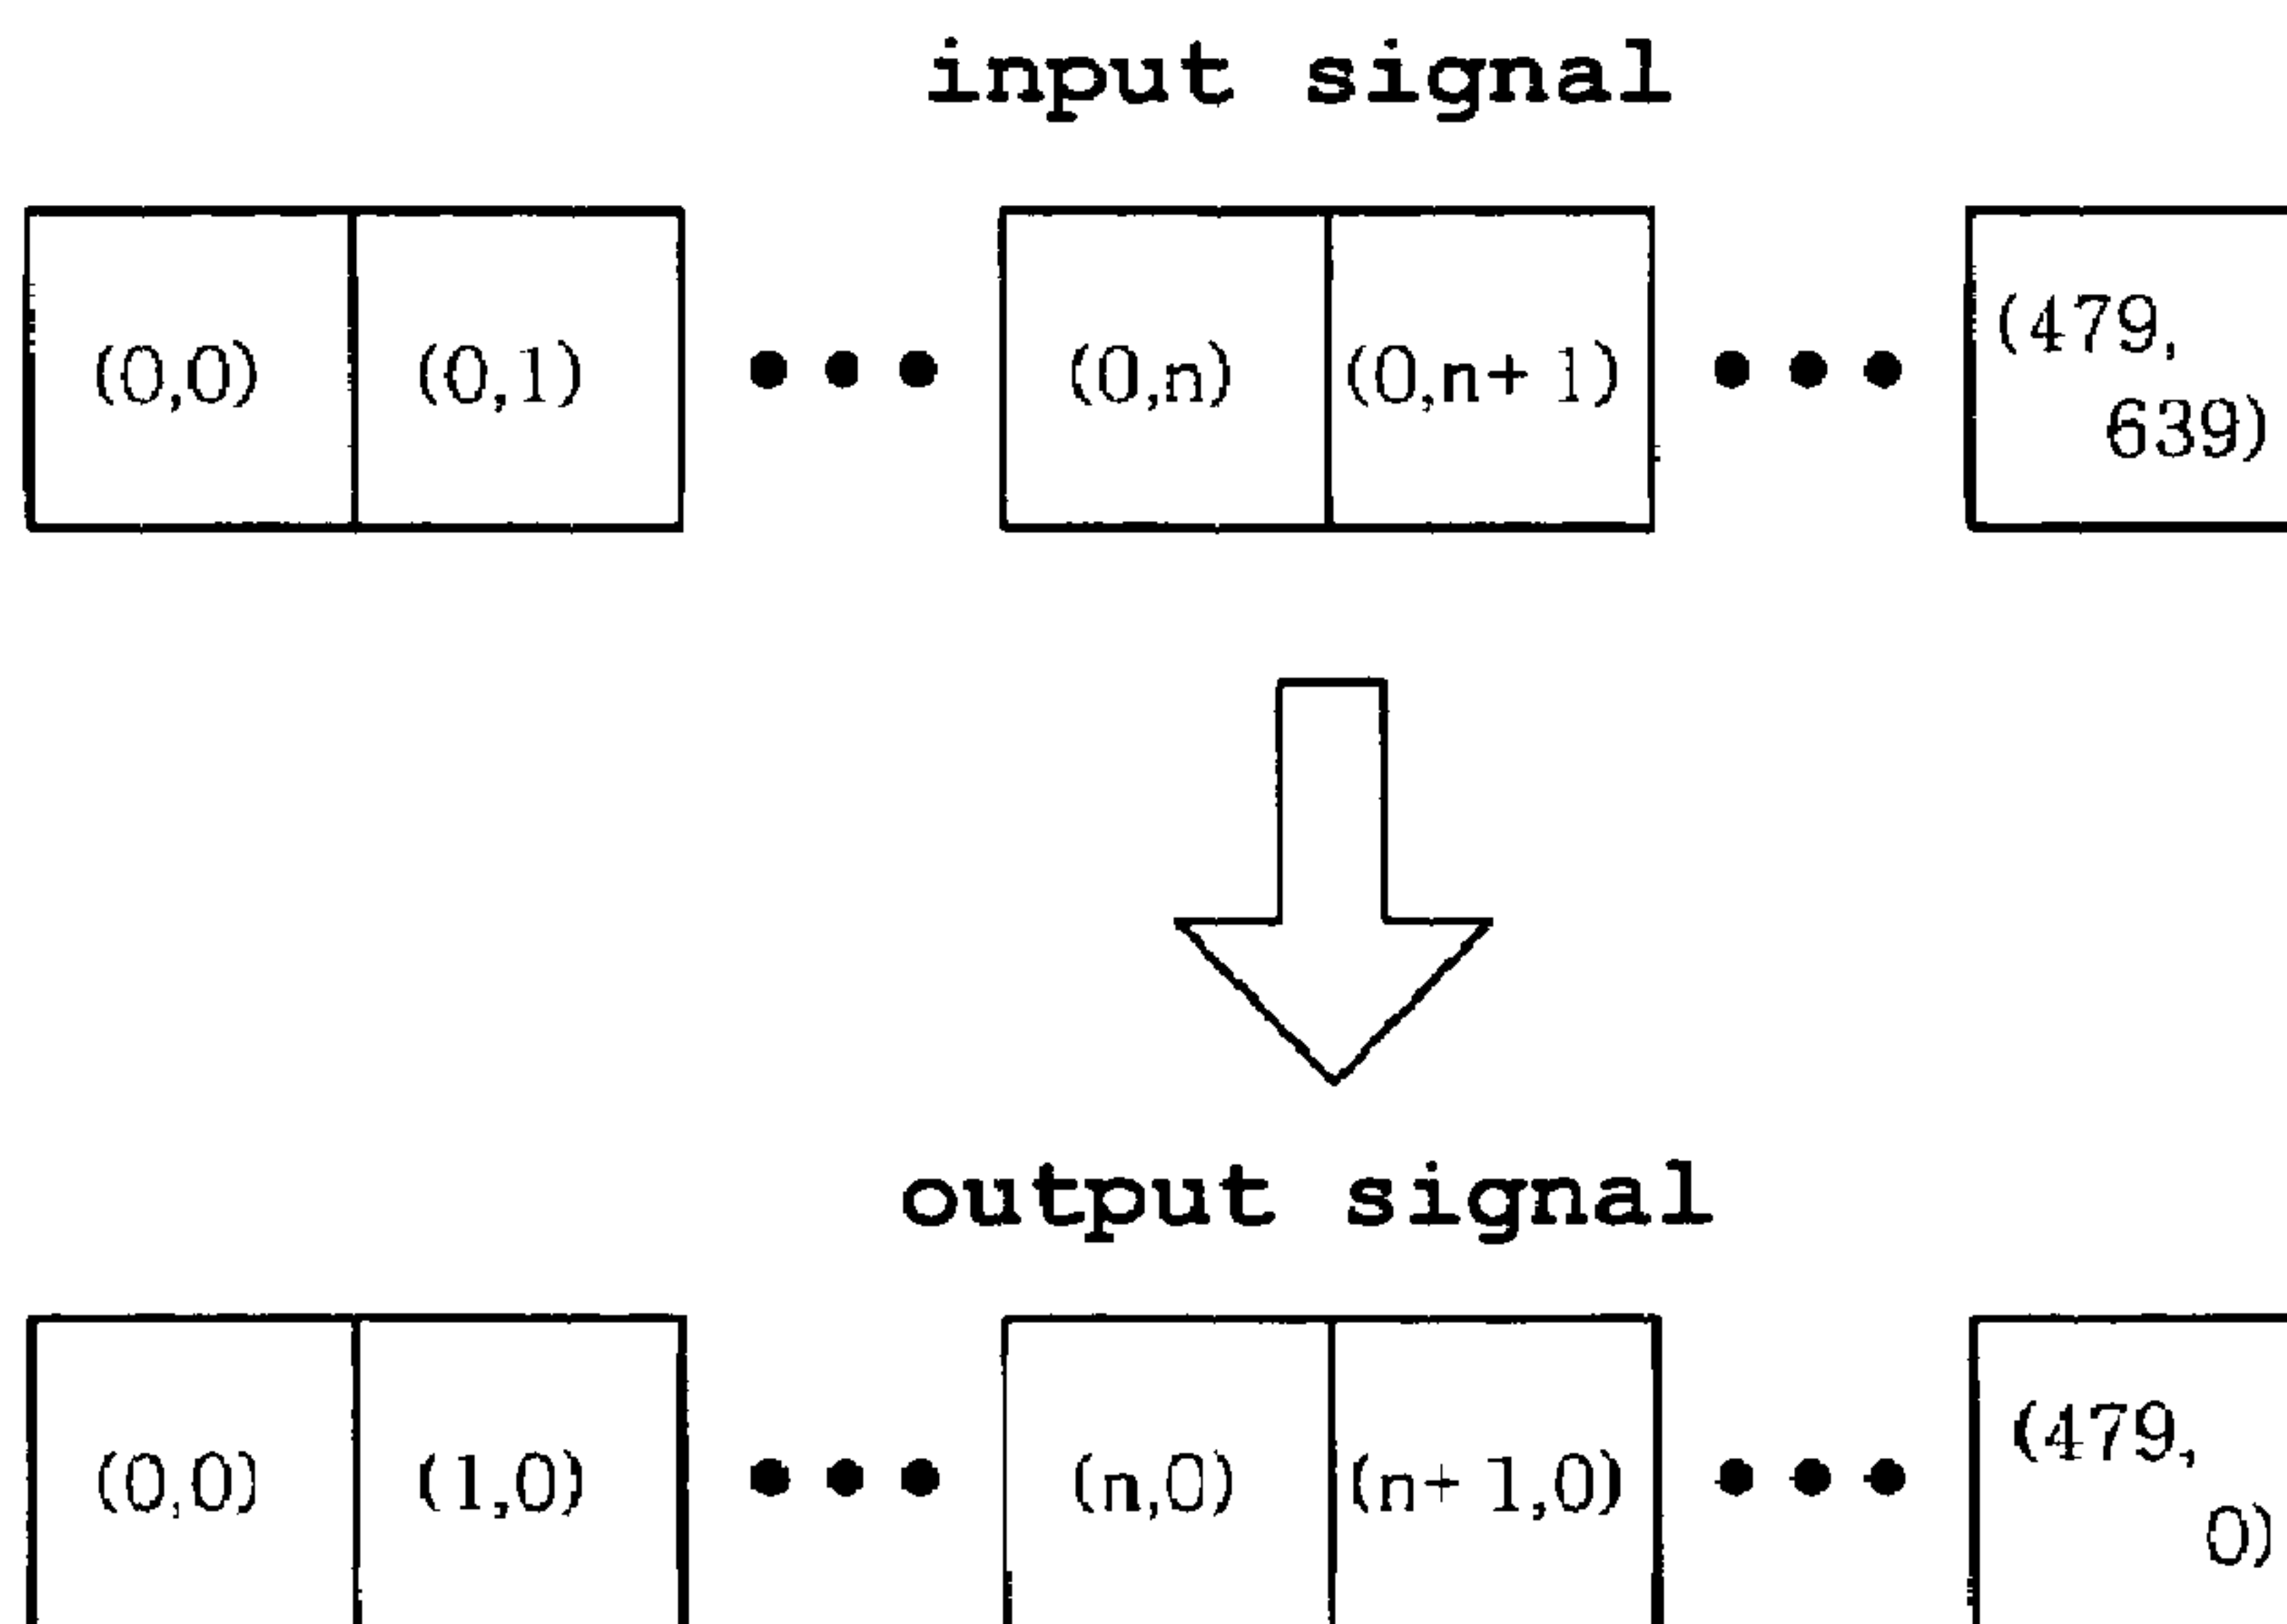 input signal
(0,0) (0,1) ••• (0,n) (0,n+1) ••• (479,
639)
output signal
(0,0) (1,0) ••• (n,0) (n+1,0) ••• (479,
0)